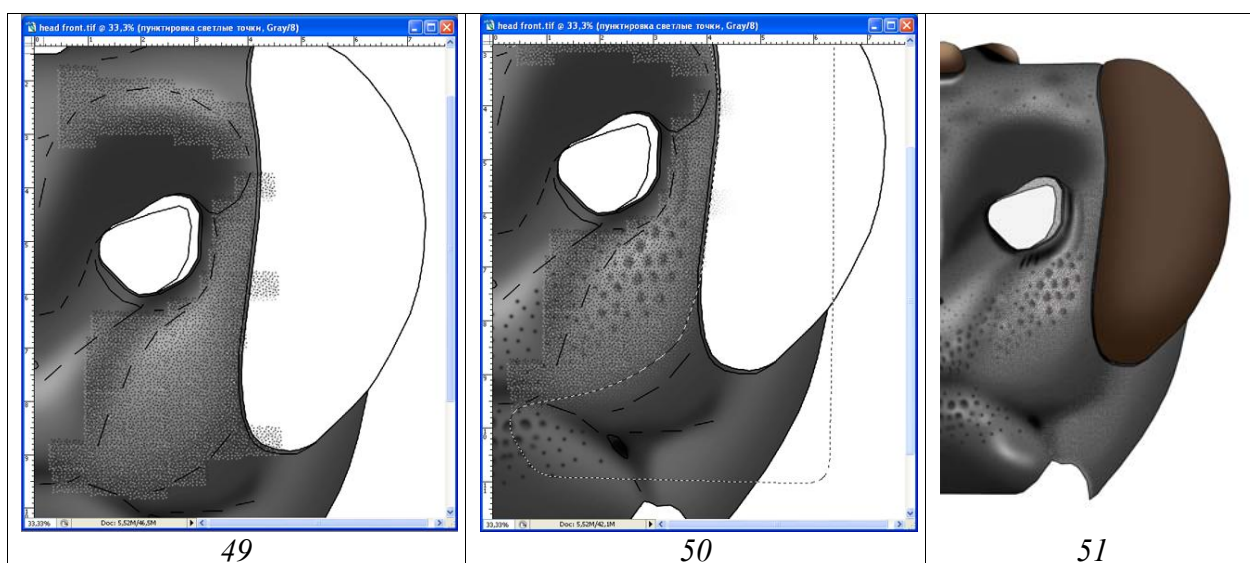 head front.tif @ 33,3% (пунктировка светлые точки, Gray/8)
33,33% Doc: 5,52M/46,5M
49
head front.tif @ 33,3% (пунктировка светлые точки, Gray/8)
33,33% Doc: 5,52M/42,1M
50
51